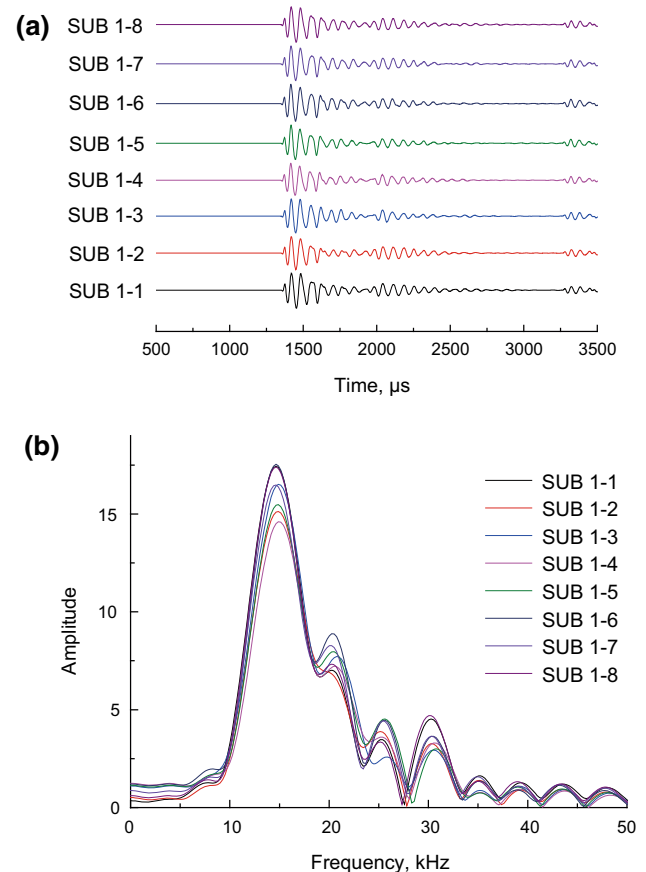 (a)
SUB 1-8
SUB 1-7
SUB 1-6
SUB 1-5
SUB 1-4
SUB 1-3
SUB 1-2
SUB 1-1
500 1000 1500 2000 2500 3000 3500
Time, µs
(b)
SUB 1-1
SUB 1-2
SUB 1-3
SUB 1-4
SUB 1-5
SUB 1-6
SUB 1-7
SUB 1-8
15
10
5
0
Amplitude
0 10 20 30 40 50
Frequency, kHz